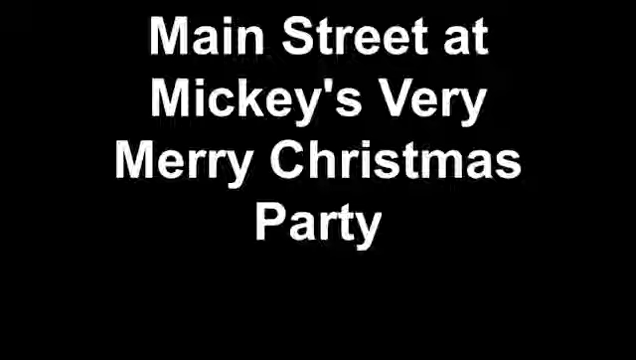 Main Street at
Mickey's Very
Merry Christmas
Party